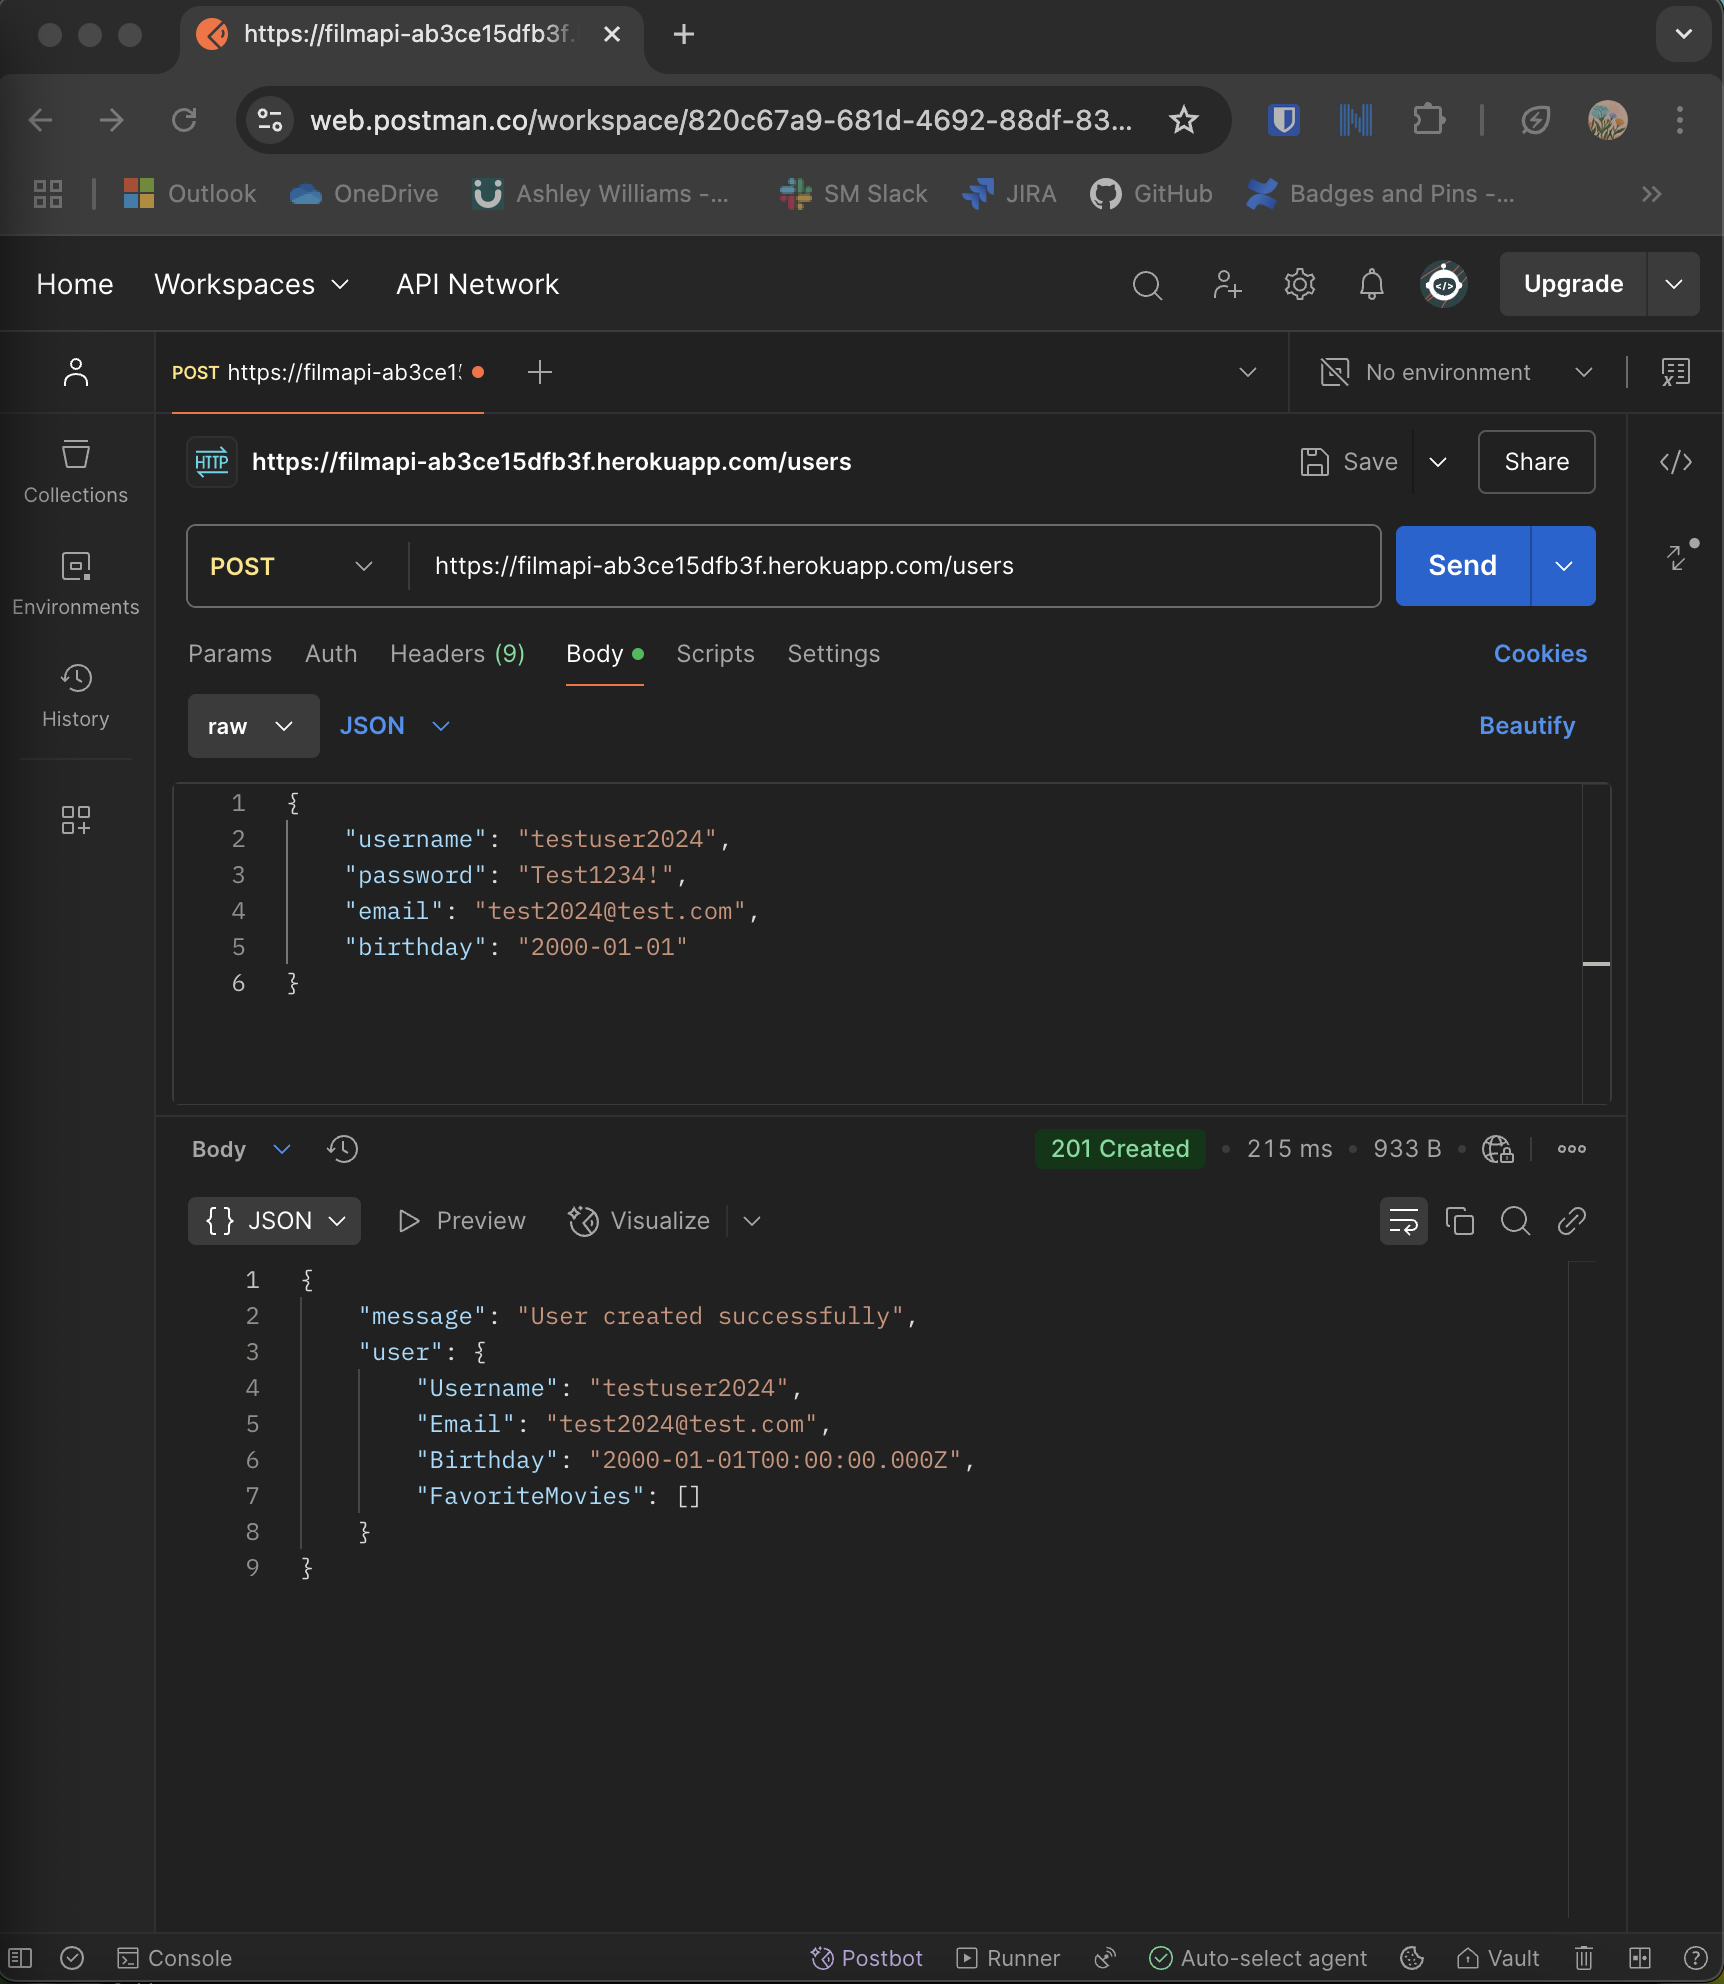 https://filmapi-ab3ce15dfb3f.
web.postman.co/workspace/820c67a9-681d-4692-88df-83...
Outlook OneDrive Ashley Williams -... SM Slack JIRA GitHub Badges and Pins -...
Home Workspaces API Network Upgrade
POST https://filmapi-ab3ce1 No environment
HTTP https://filmapi-ab3ce15dfb3f.herokuapp.com/users Save Share
Collections
POST https://filmapi-ab3ce15dfb3f.herokuapp.com/users Send
Environments
Params Auth Headers (9) Body Scripts Settings Cookies
History
raw JSON Beautify
1 {
2 "username": "testuser2024",
3 "password": "Test1234!",
4 "email": "test2024@test.com",
5 "birthday": "2000-01-01"
6 }
Body 201 Created • 215 ms • 933 B •
{} JSON Preview Visualize
1 {
2 "message": "User created successfully",
3 "user": {
4 "Username": "testuser2024",
5 "Email": "test2024@test.com",
6 "Birthday": "2000-01-01T00:00:00.000Z",
7 "FavoriteMovies": []
8 }
9 }
Console Postbot Runner Auto-select agent Vault